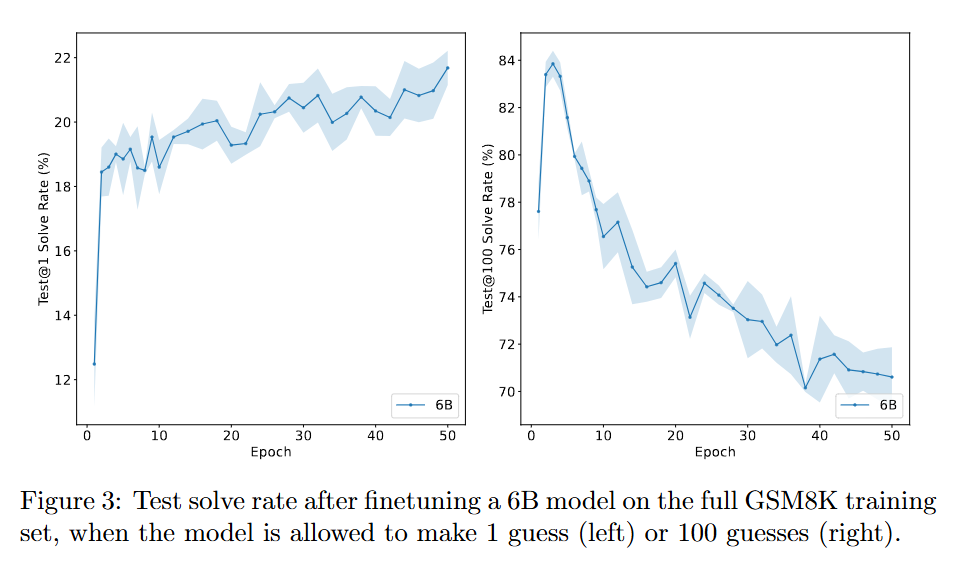 22
20
18
16
14
12
Test@1 Solve Rate (%)
0 10 20 30 40 50
Epoch
6B
84
82
80
78
76
74
72
70
Test@100 Solve Rate (%)
0 10 20 30 40 50
Epoch
6B
Figure 3: Test solve rate after finetuning a 6B model on the full GSM8K training
set, when the model is allowed to make 1 guess (left) or 100 guesses (right).